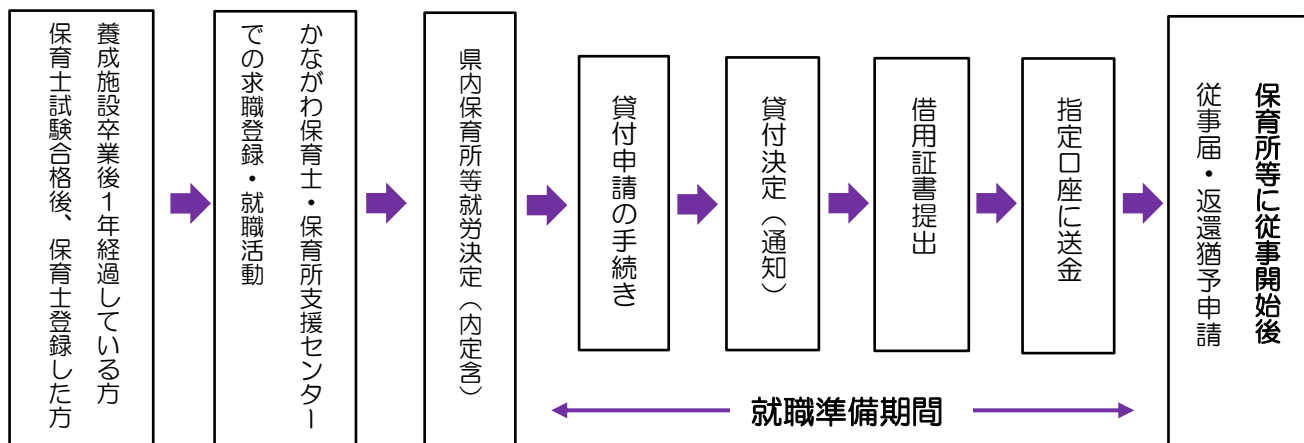 養成施設卒業後１年経過している方
保育士試験合格後、保育士登録した方
かながわ保育士・保育所支援センター
での求職登録・就職活動
県内保育所等就労決定（内定含）
貸付申請の手続き
貸付決定（通知）
借用証書提出
指定口座に送金
保育所等に従事開始後
従事届・返還猶予申請
就職準備期間